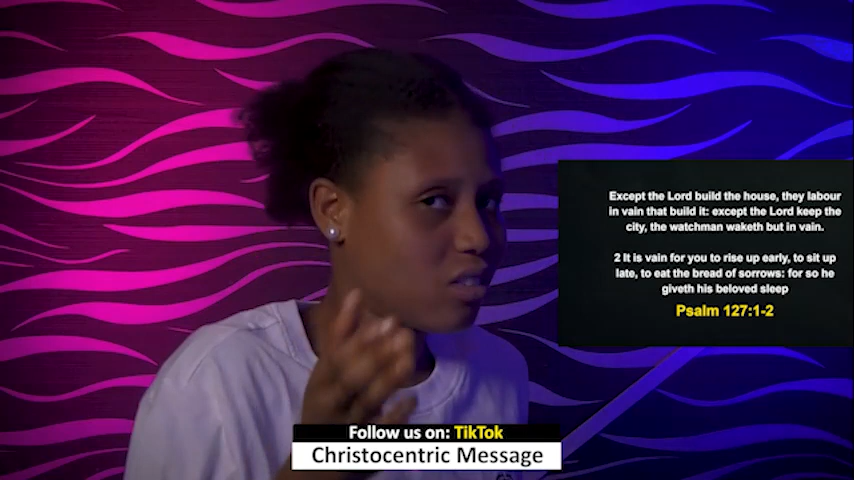 Except the Lord build the house, they labour
in vain that build it: except the Lord keep the
city, the watchman waketh but in vain.
2 It is vain for you to rise up early, to sit up
late, to eat the bread of sorrows: for so he
giveth his beloved sleep
Psalm 127:1-2
Follow us on: TikTok
Christocentric Message